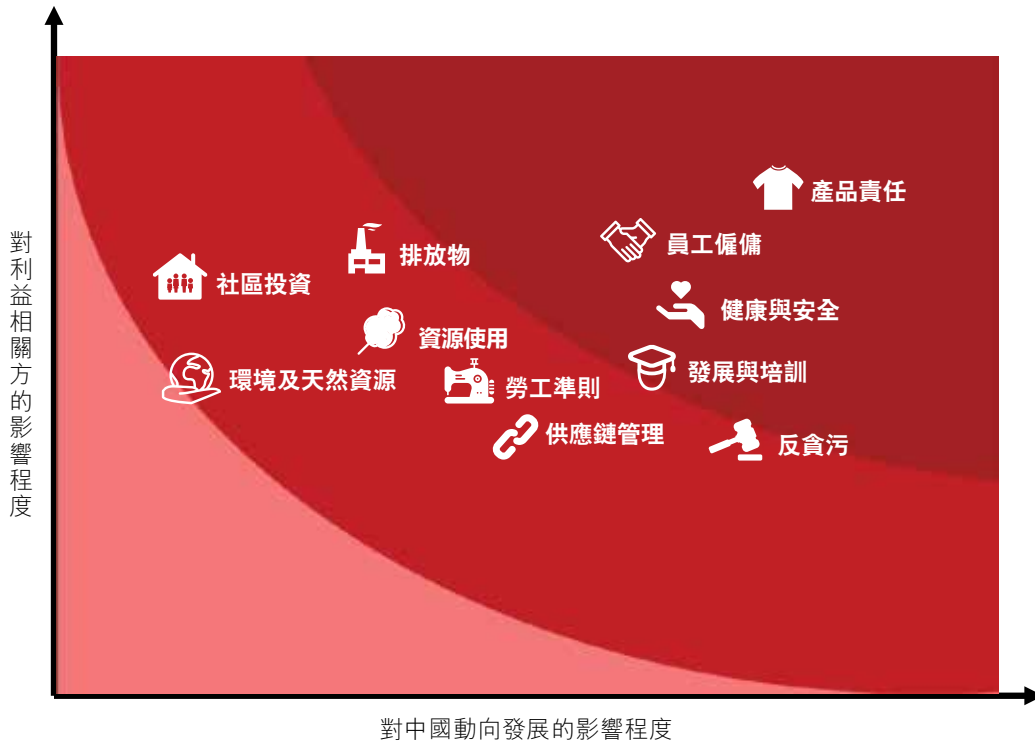 對利益相關方的影響程度
產品責任
員工僱傭
排放物
社區投資
健康與安全
資源使用
發展與培訓
環境及天然資源
勞工準則
供應鏈管理
反貪污
對中國動向發展的影響程度